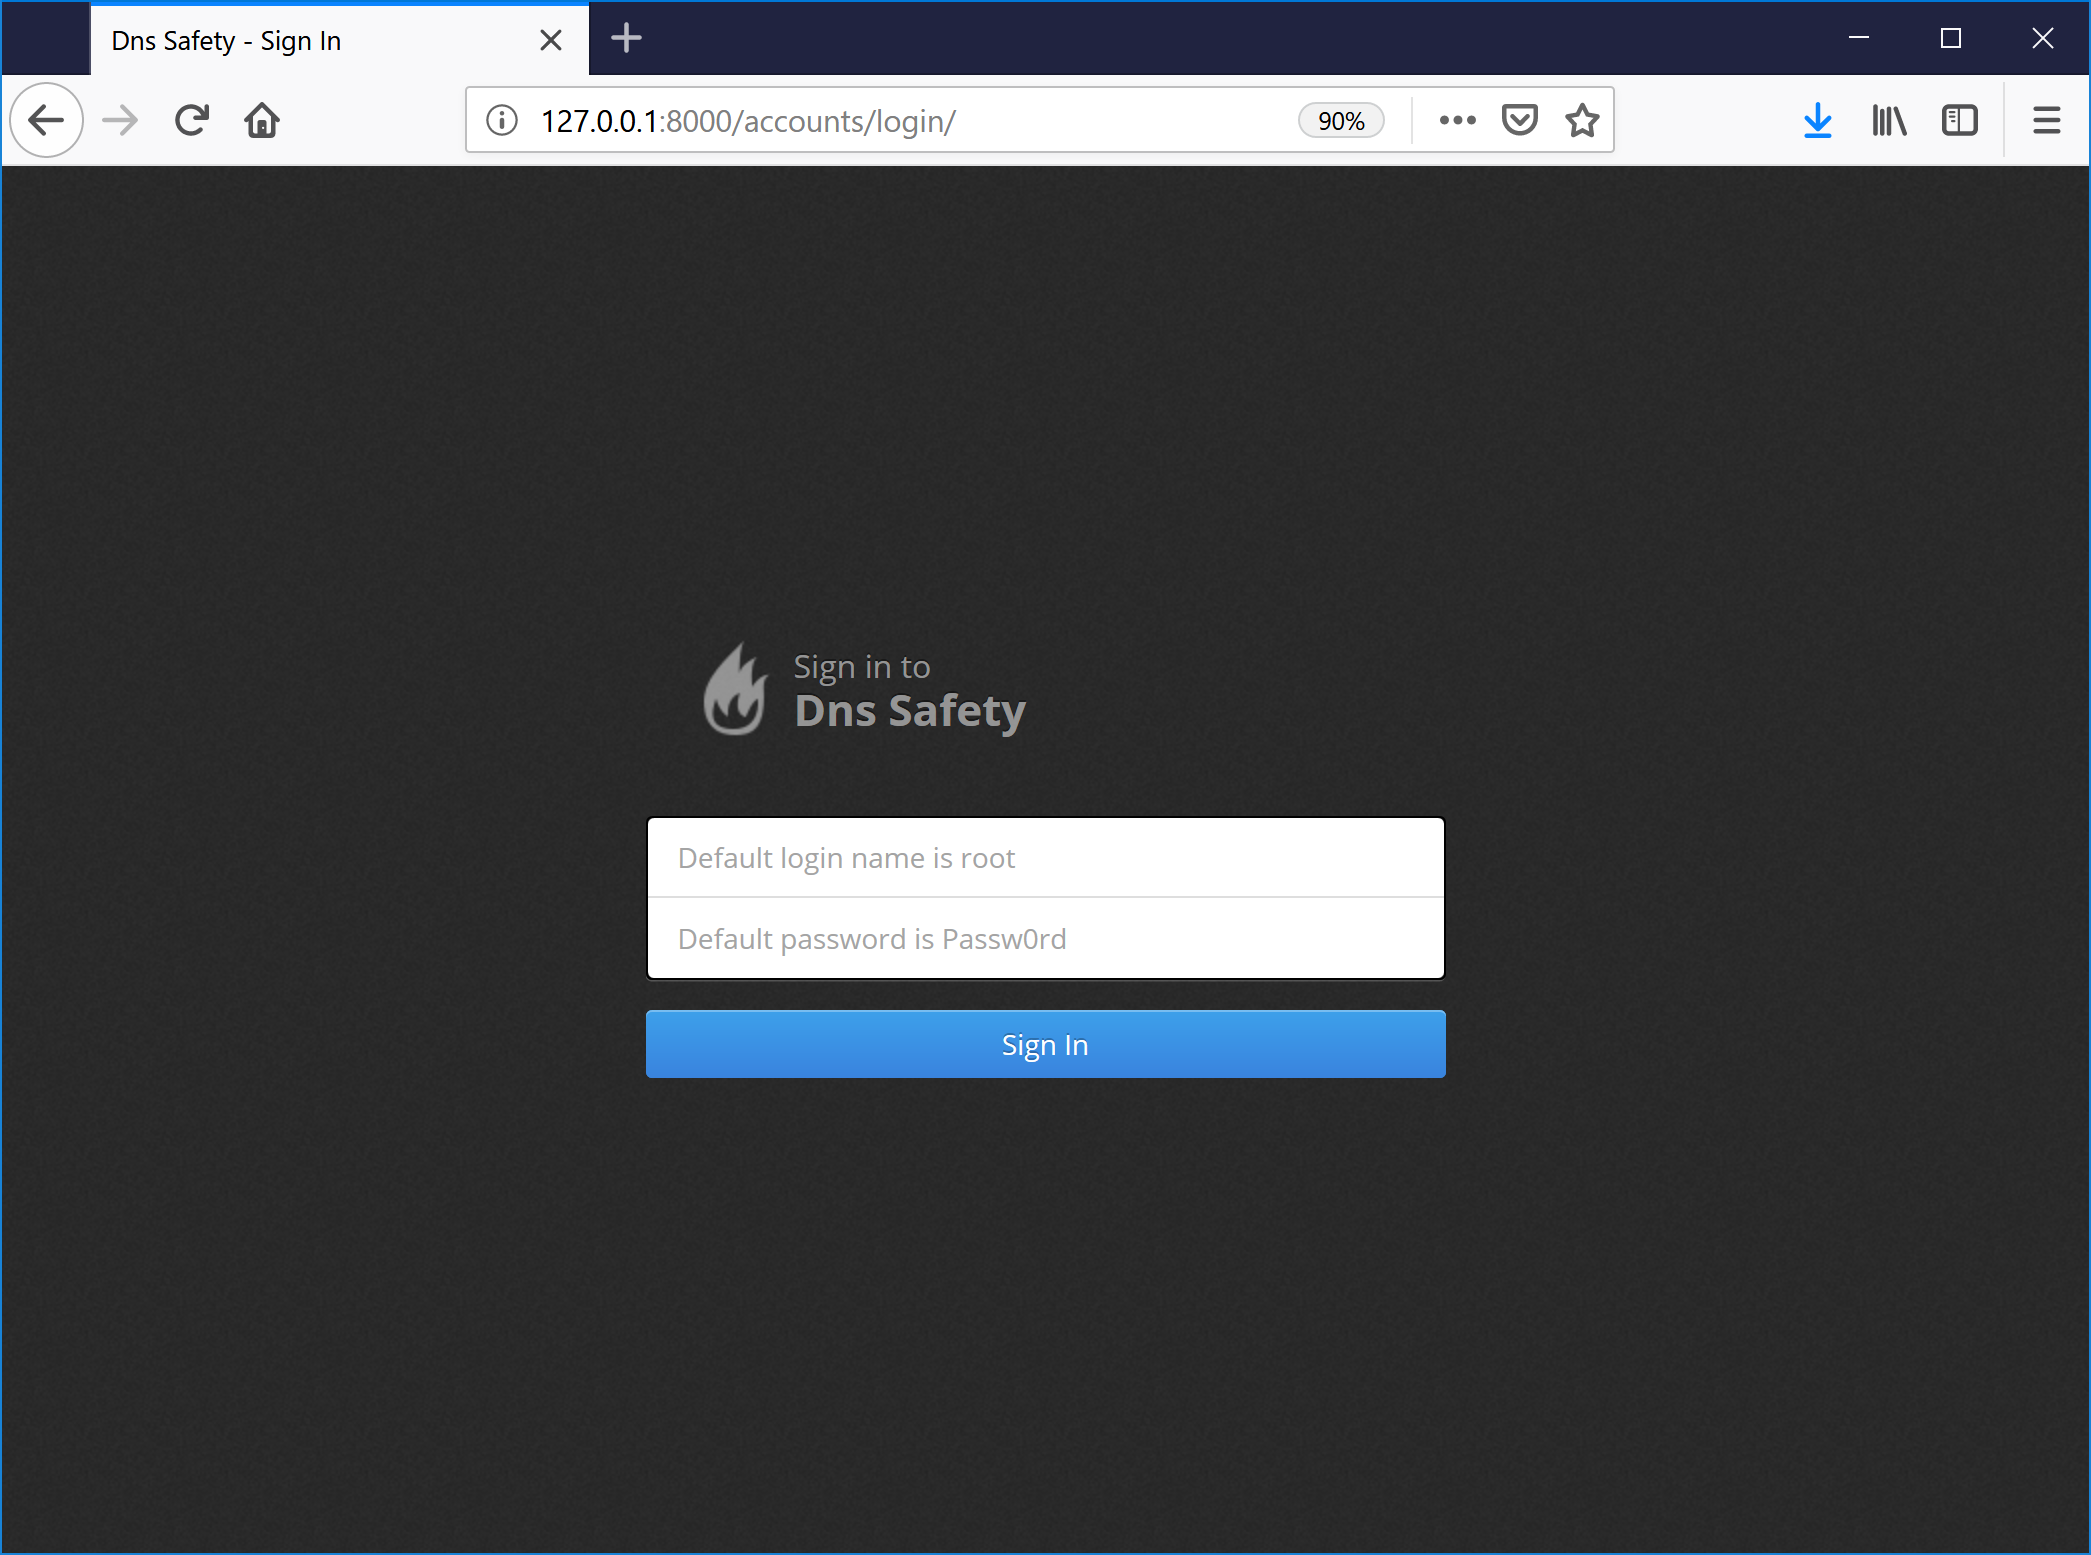 Dns Safety - Sign In
127.0.0.1:8000/accounts/login/
90%
Sign in to
Dns Safety
Default login name is root
Default password is Passw0rd
Sign In